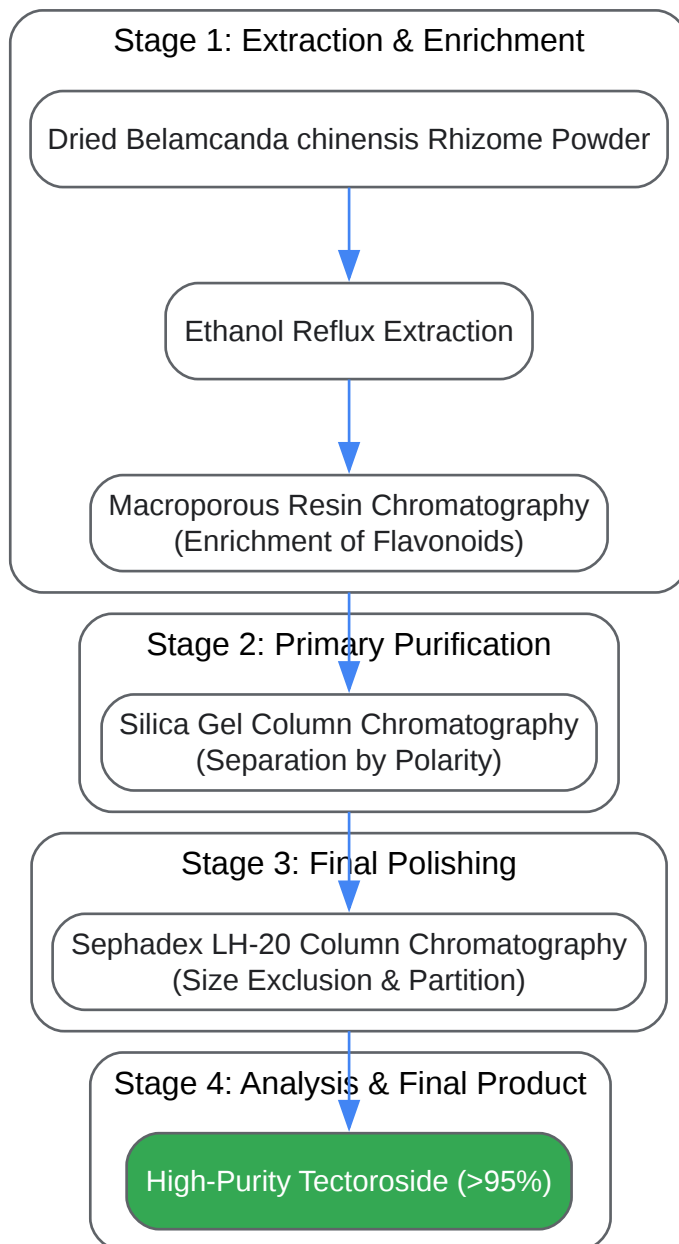 Stage 1: Extraction & Enrichment
Dried Belamcanda chinensis Rhizome Powder
Ethanol Reflux Extraction
Macroporous Resin Chromatography
(Enrichment of Flavonoids)
Stage 2: Primary Purification
Silica Gel Column Chromatography
(Separation by Polarity)
Stage 3: Final Polishing
Sephadex LH-20 Column Chromatography
(Size Exclusion & Partition)
Stage 4: Analysis & Final Product
High-Purity Tectoroside (>95%)